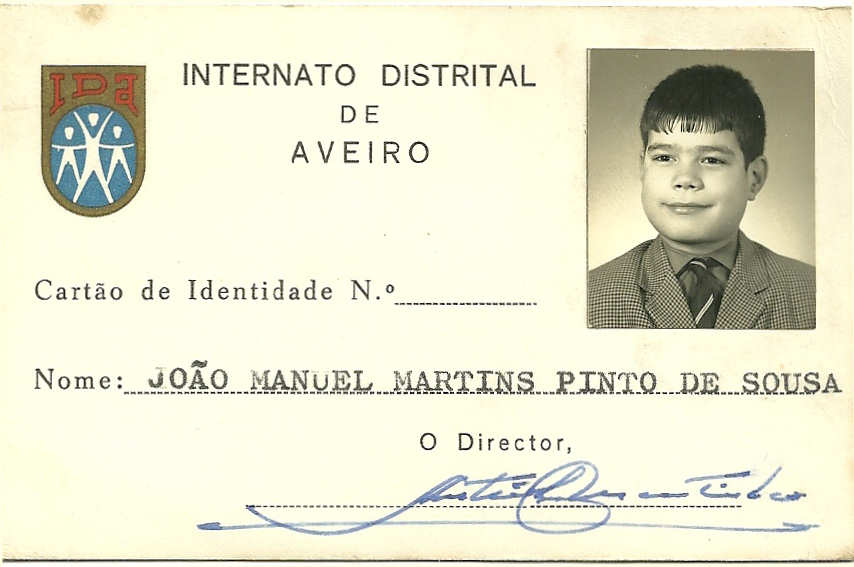 IDA
INTERNATO DISTRITAL
DE
AVEIRO
Cartão de Identidade N.º
Nome: JOÃO MANUEL MARTINS PINTO DE SOUSA
O Director,